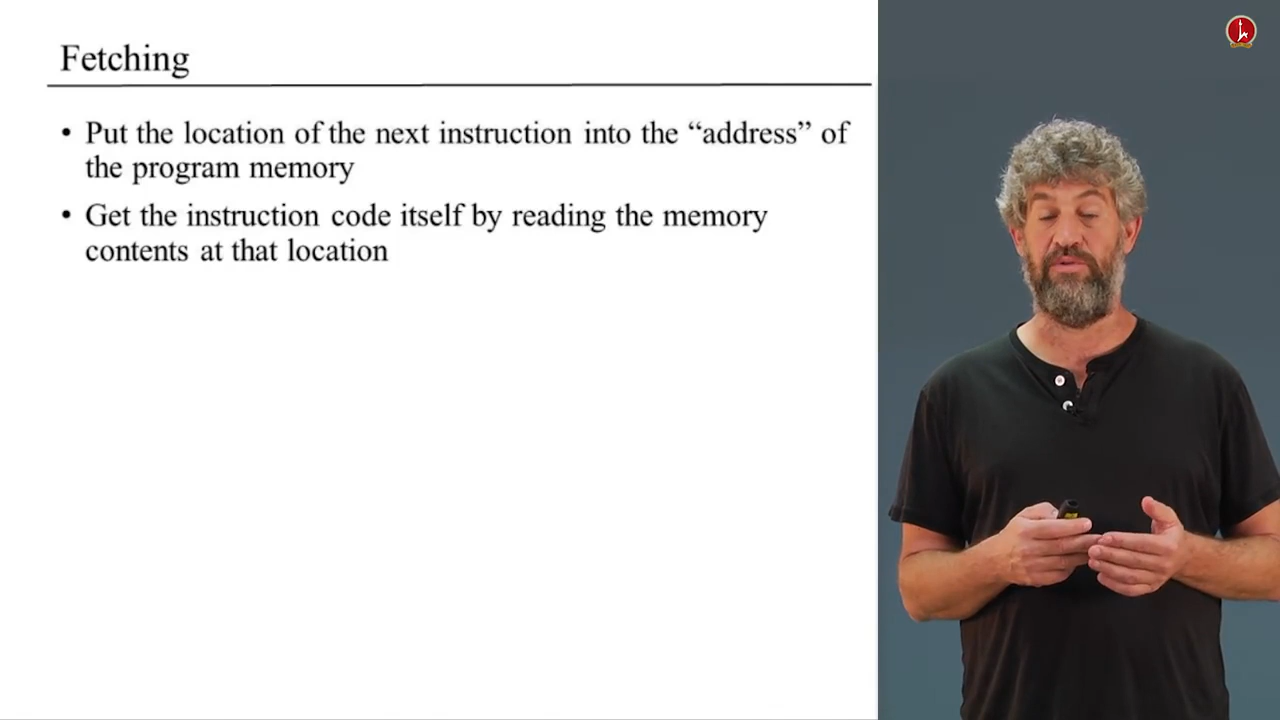 Fetching
• Put the location of the next instruction into the “address” of
the program memory
• Get the instruction code itself by reading the memory
contents at that location